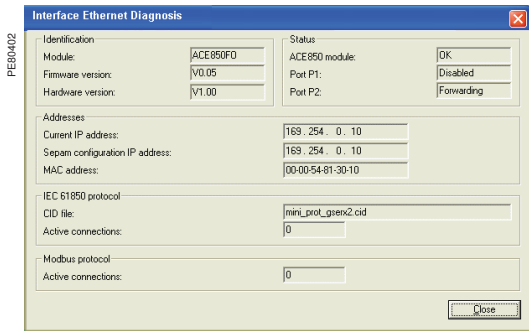 PE80402
Interface Ethernet Diagnosis
Identification
Module: ACE850FO
Firmware version: V0.05
Hardware version: V1.00
Status
ACE850 module: OK
Port P1: Disabled
Port P2: Forwarding
Addresses
Current IP address: 169 . 254 . 0 . 10
Sepam configuration IP address: 169 . 254 . 0 . 10
MAC address: 00-00-54-81-30-10
IEC 61850 protocol
CID file: mini_prot_gserx2.cid
Active connections: 0
Modbus protocol
Active connections: 0
Close